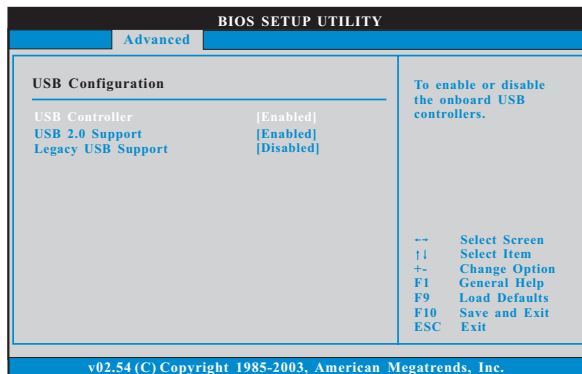 BIOS SETUP UTILITY
Advanced
USB Configuration
USB Controller [Enabled]
USB 2.0 Support [Enabled]
Legacy USB Support [Disabled]
To enable or disable
the onboard USB
controllers.
←→ Select Screen
↑↓ Select Item
+- Change Option
F1 General Help
F9 Load Defaults
F10 Save and Exit
ESC Exit
v02.54 (C) Copyright 1985-2003, American Megatrends, Inc.